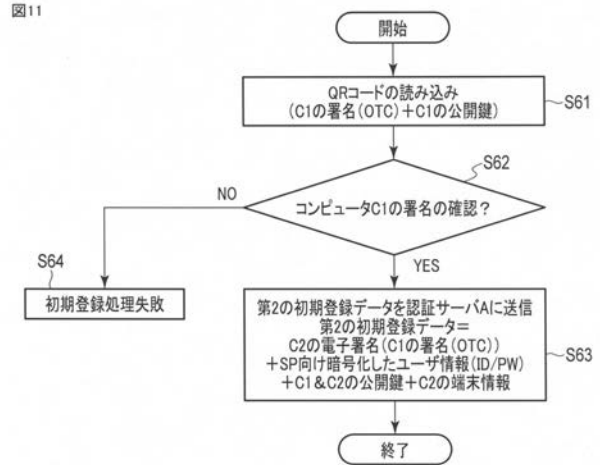 図11
開始
QRコードの読み込み
(C1の署名(OTC)+C1の公開鍵)
S61
S62
コンピュータC1の署名の確認?
NO
YES
S64
初期登録処理失敗
第2の初期登録データを認証サーバAに送信
第2の初期登録データ=
C2の電子署名(C1の署名(OTC))
+SP向け暗号化したユーザ情報(ID/PW)
+C1&C2の公開鍵+C2の端末情報
S63
終了